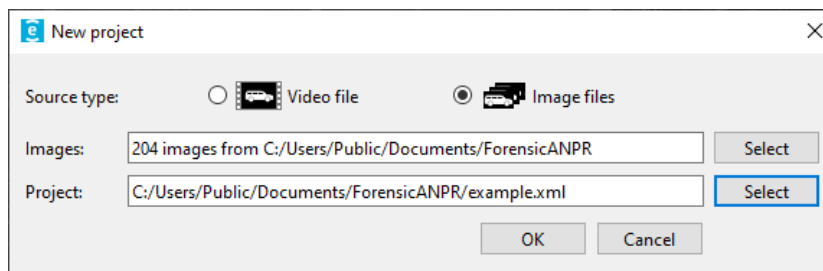 e New project
Source type: Video file Image files
Images: 204 images from C:/Users/Public/Documents/ForensicANPR Select
Project: C:/Users/Public/Documents/ForensicANPR/example.xml Select
OK Cancel